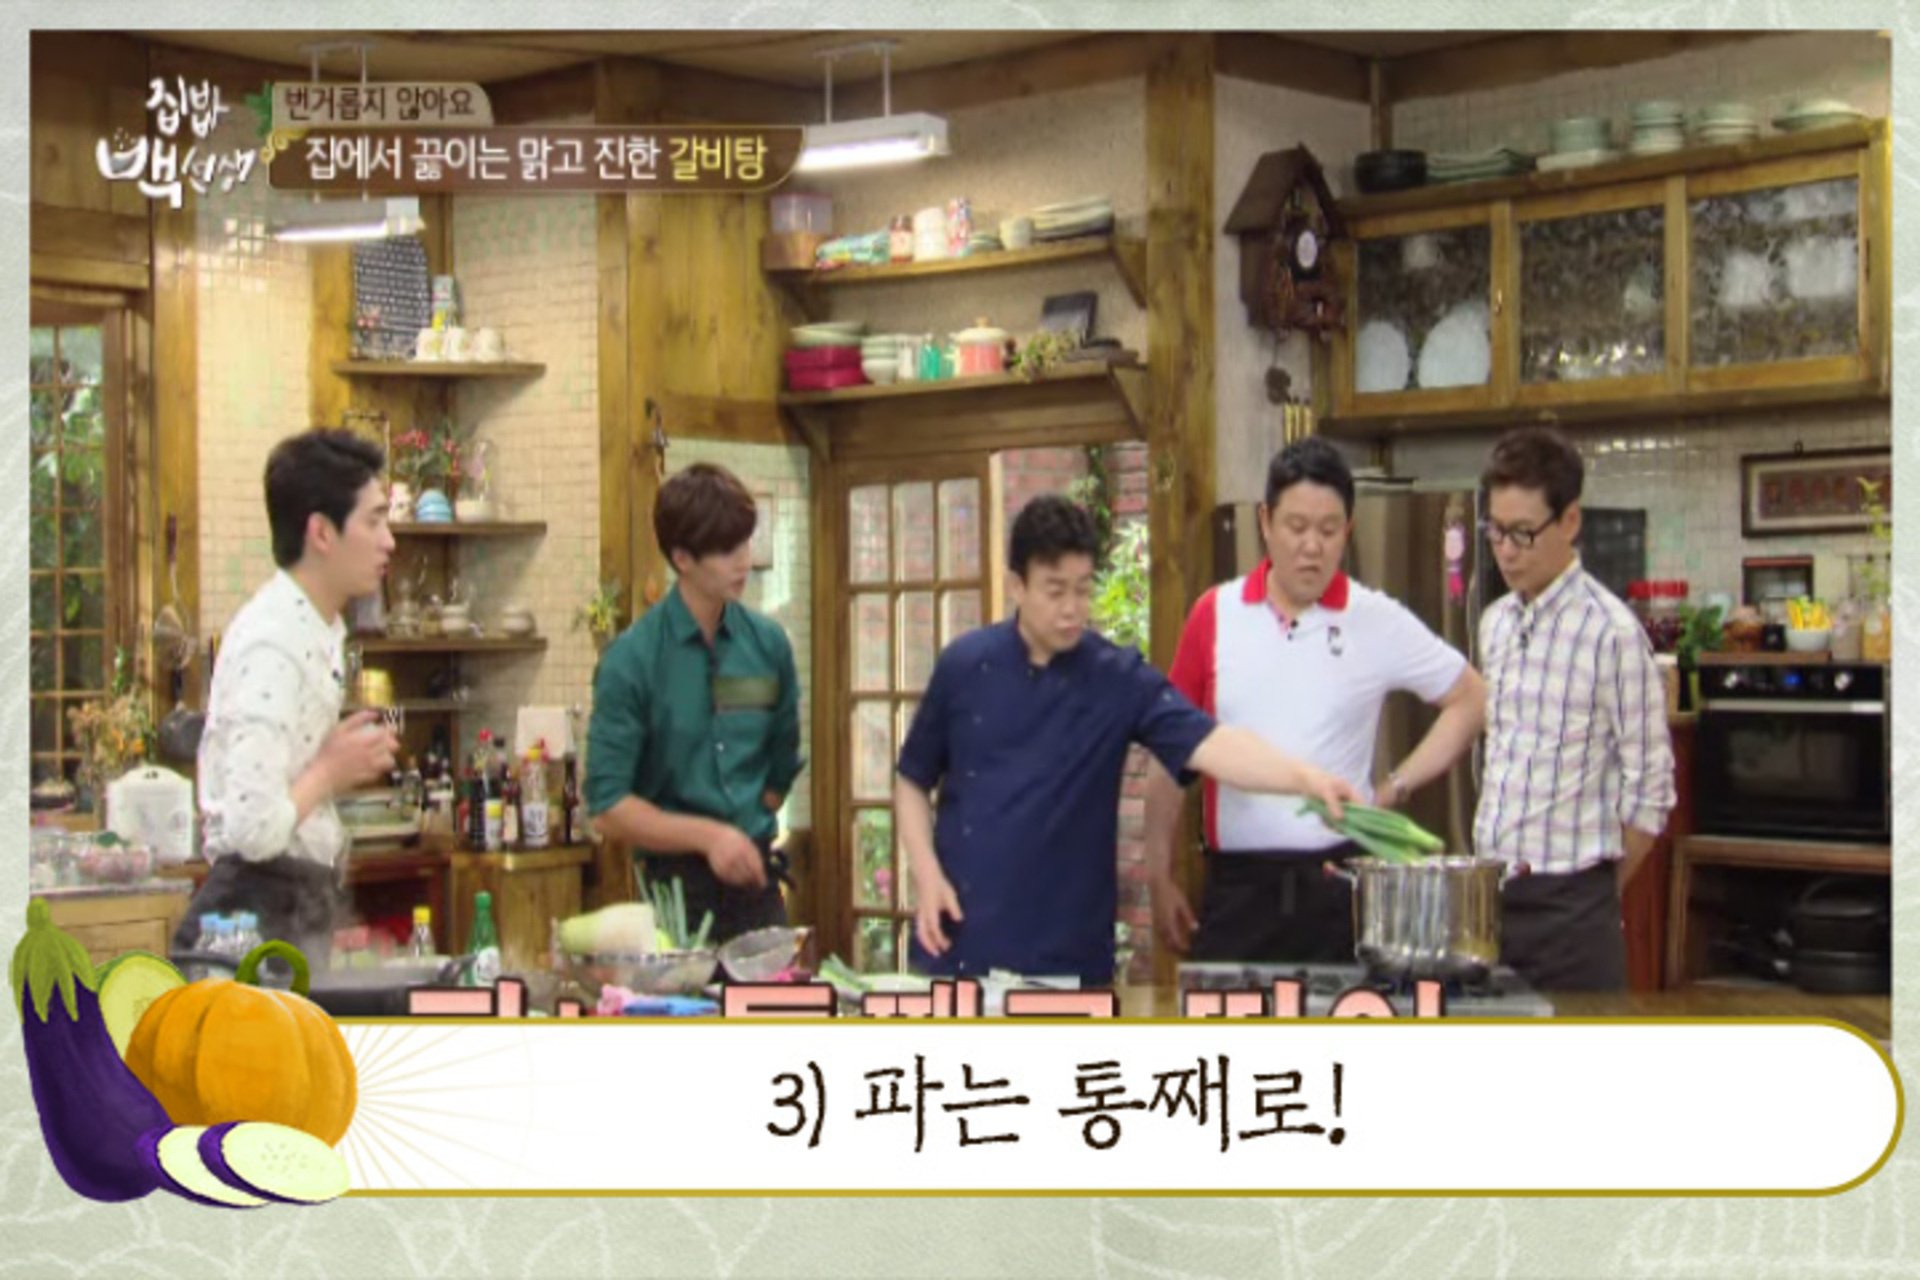 집밥
백선생
번거롭지 않아요
집에서 끓이는 맑고 진한 갈비탕
3) 파는 통째로!